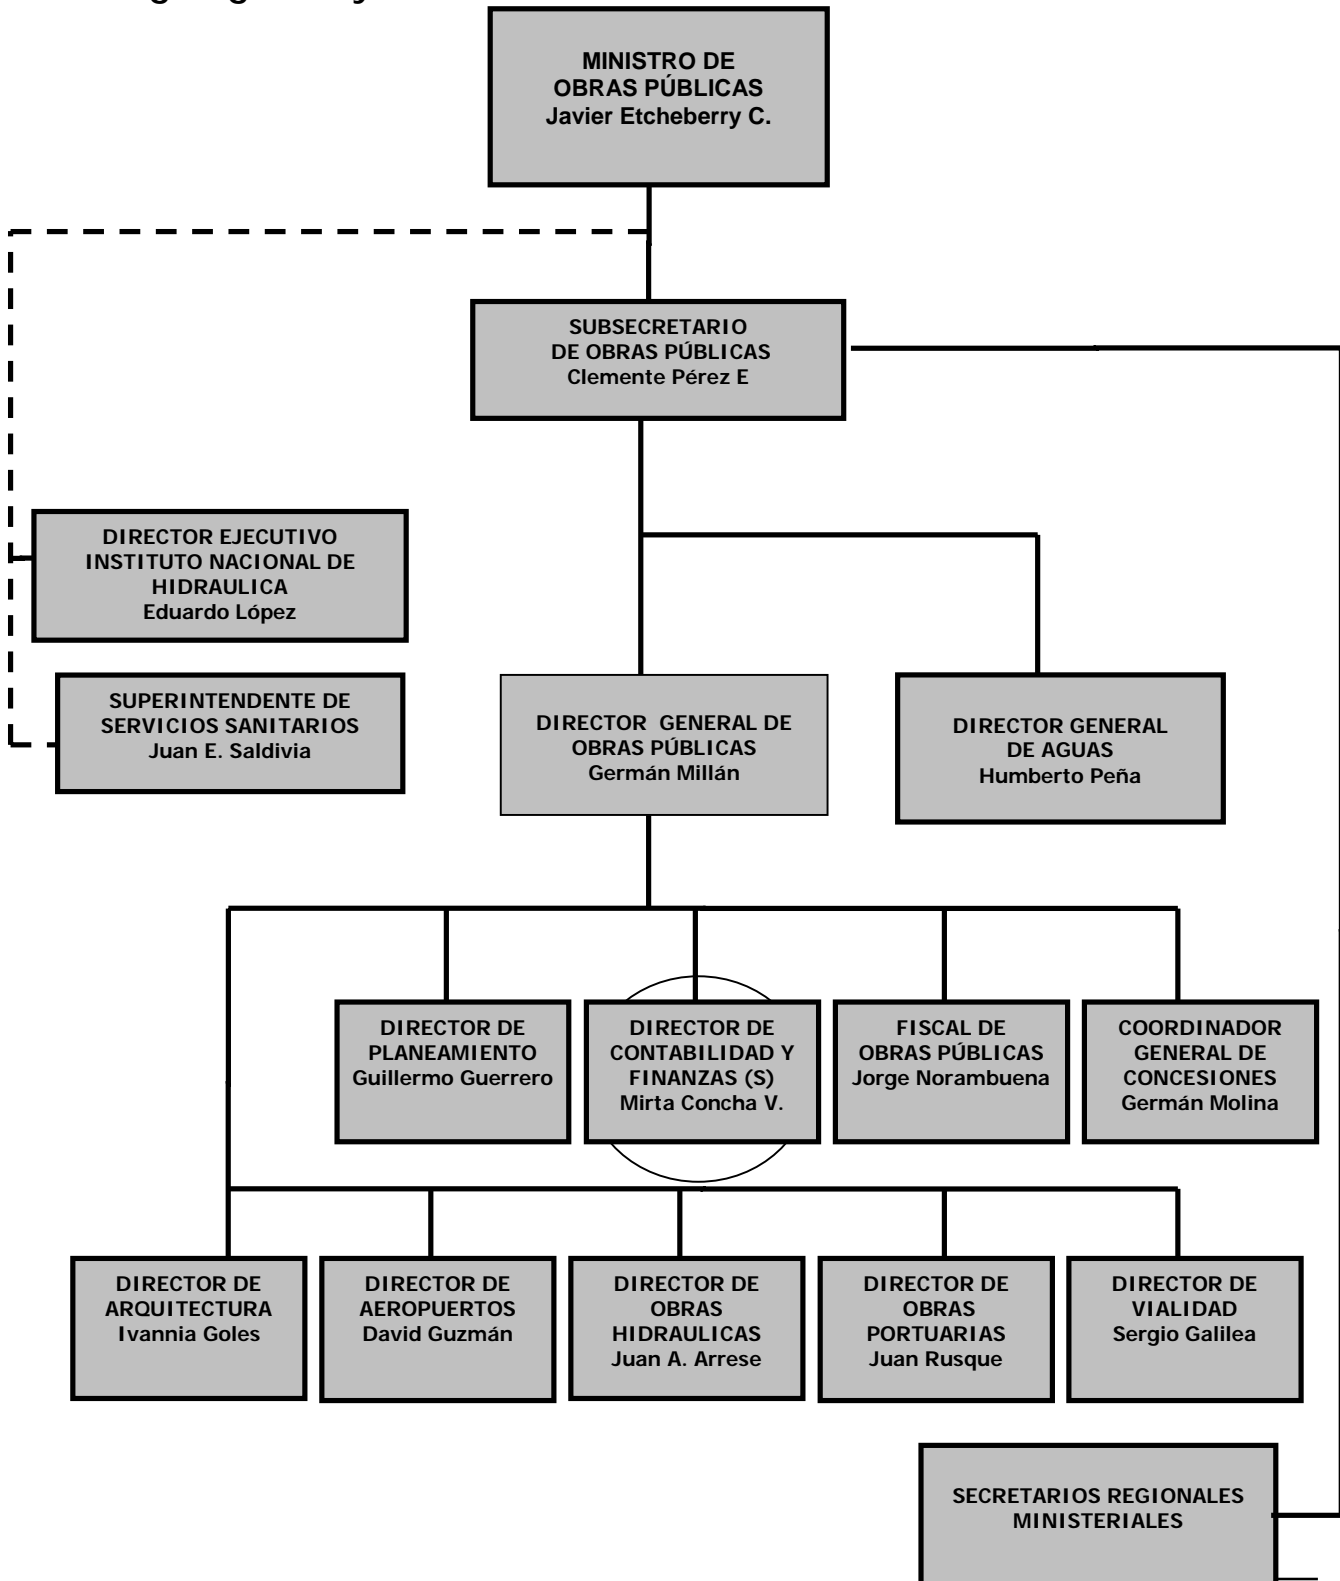 MINISTRO DE
OBRAS PÚBLICAS
Javier Etcheberry C.
SUBSECRETARIO
DE OBRAS PÚBLICAS
Clemente Pérez E
DIRECTOR EJECUTIVO
INSTITUTO NACIONAL DE
HIDRAULICA
Eduardo López
SUPERINTENDENTE DE
SERVICIOS SANITARIOS
Juan E. Saldivia
DIRECTOR GENERAL DE
OBRAS PÚBLICAS
Germán Millán
DIRECTOR GENERAL
DE AGUAS
Humberto Peña
DIRECTOR DE
PLANEAMIENTO
Guillermo Guerrero
DIRECTOR DE
CONTABILIDAD Y
FINANZAS (S)
Mirta Concha V.
FISCAL DE
OBRAS PÚBLICAS
Jorge Norambuena
COORDINADOR
GENERAL DE
CONCESIONES
Germán Molina
DIRECTOR DE
ARQUITECTURA
Ivannia Goles
DIRECTOR DE
AEROPUERTOS
David Guzmán
DIRECTOR DE
OBRAS
HIDRAULICAS
Juan A. Arrese
DIRECTOR DE
OBRAS
PORTUARIAS
Juan Rusque
DIRECTOR DE
VIALIDAD
Sergio Galilea
SECRETARIOS REGIONALES
MINISTERIALES